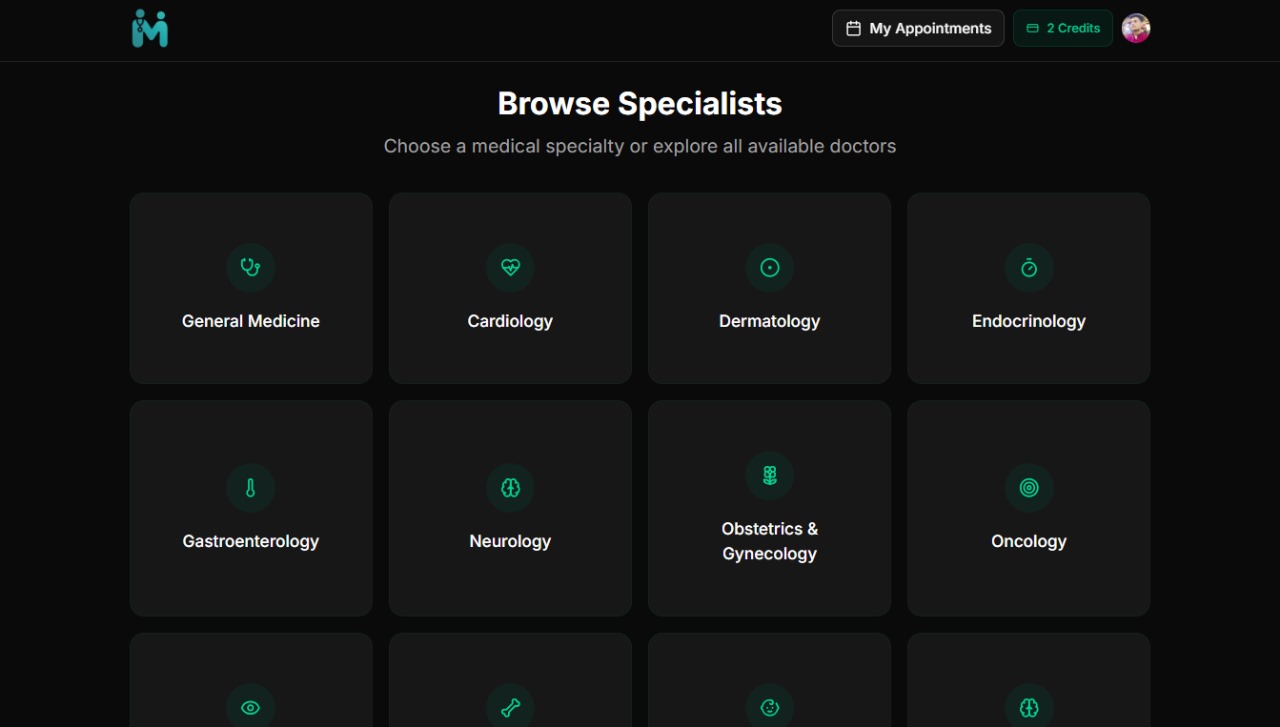 My Appointments
2 Credits
Browse Specialists
Choose a medical specialty or explore all available doctors
General Medicine
Cardiology
Dermatology
Endocrinology
Gastroenterology
Neurology
Obstetrics &
Gynecology
Oncology